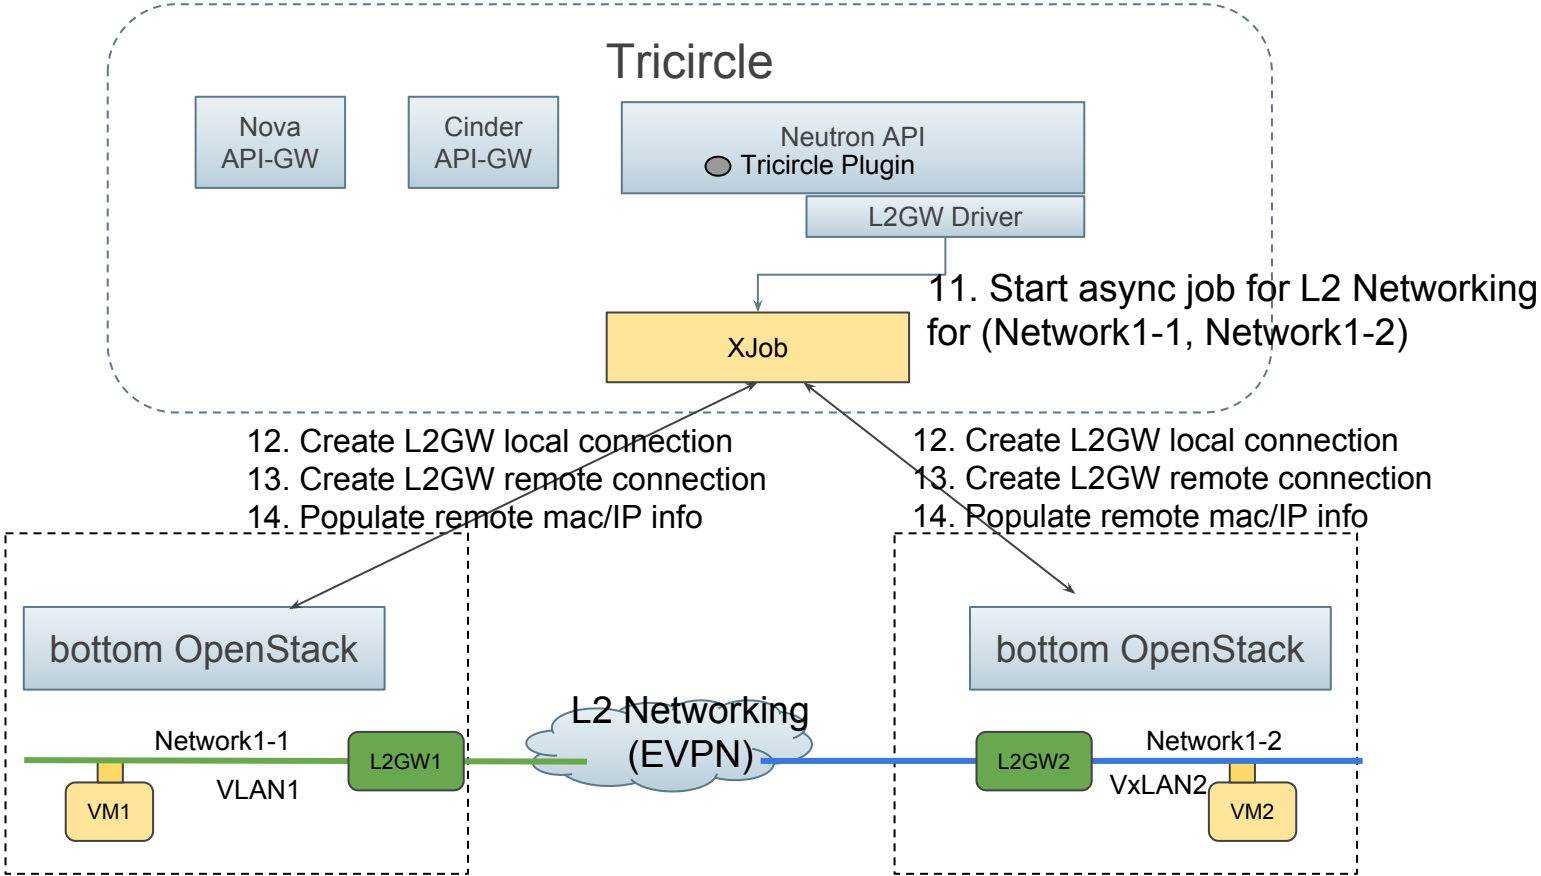 Tricircle
Nova
API-GW
Cinder
API-GW
Neutron API
Tricircle Plugin
L2GW Driver
11. Start async job for L2 Networking
for (Network1-1, Network1-2)
XJob
12. Create L2GW local connection
13. Create L2GW remote connection
14. Populate remote mac/IP info
12. Create L2GW local connection
13. Create L2GW remote connection
14. Populate remote mac/IP info
bottom OpenStack
bottom OpenStack
L2 Networking
(EVPN)
Network1-1
L2GW1
VLAN1
VM1
L2GW2
Network1-2
VxLAN2
VM2